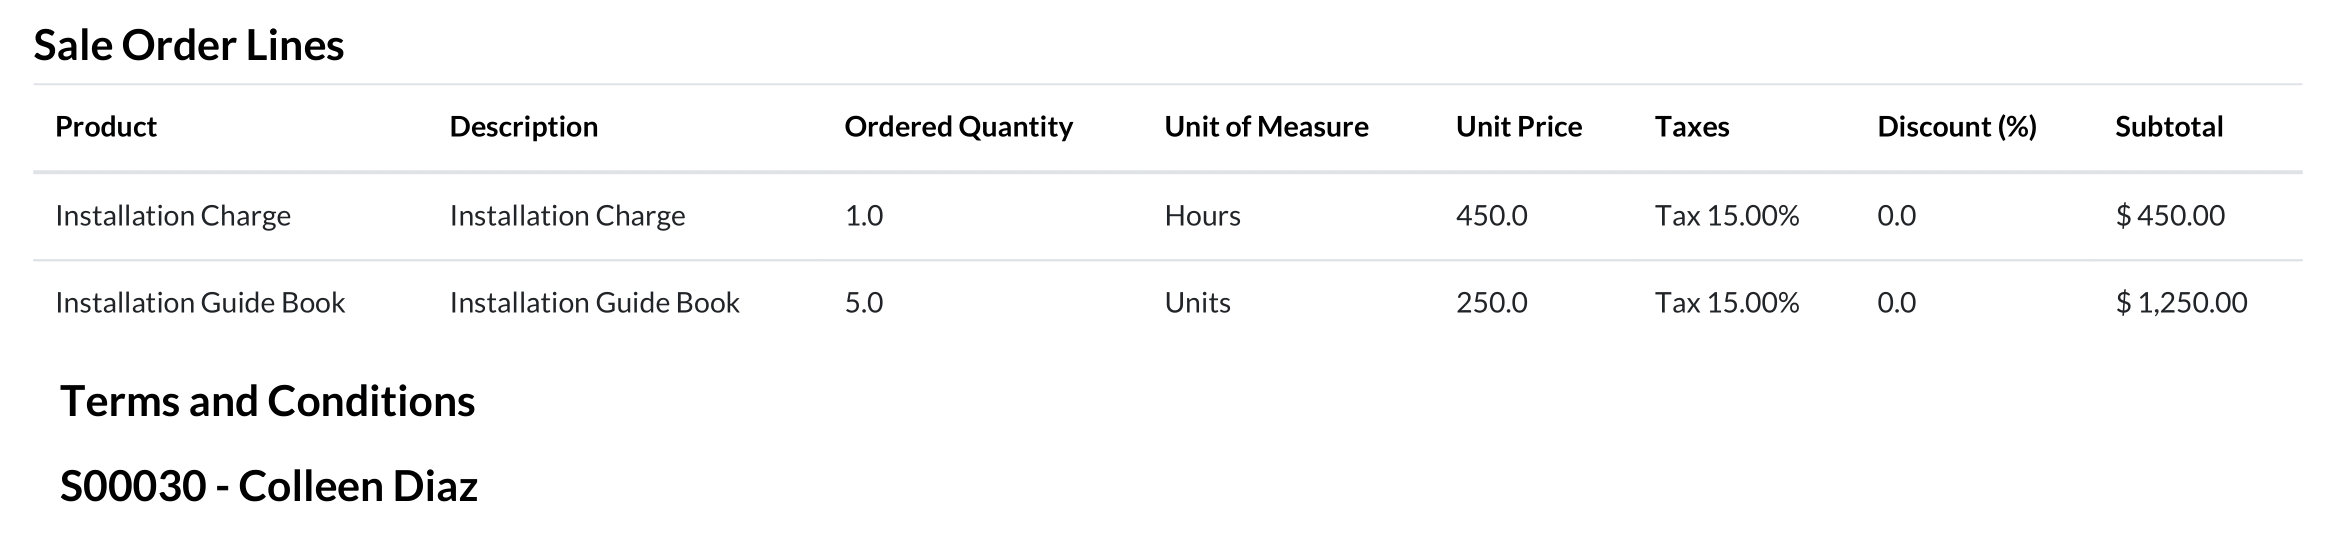 Sale Order Lines
Product Description Ordered Quantity Unit of Measure Unit Price Taxes Discount (%) Subtotal
Installation Charge Installation Charge 1.0 Hours 450.0 Tax 15.00% 0.0 $ 450.00
Installation Guide Book Installation Guide Book 5.0 Units 250.0 Tax 15.00% 0.0 $ 1,250.00
Terms and Conditions
S00030 - Colleen Diaz